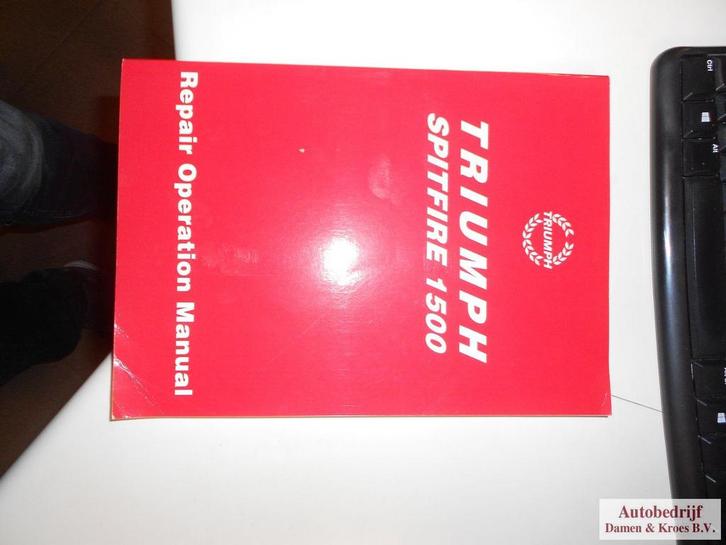 TRIUMPH
TRIUMPH
SPITFIRE 1500
Repair Operation Manual
Ctrl
Alt
Autobedrijf
Damen & Kroes B.V.